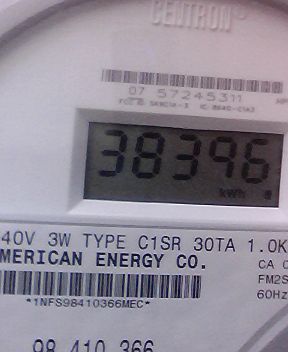 CENTRON
07 57245311
38396
kWh
40V 3W TYPE C1SR 30TA 1.0K
MERICAN ENERGY CO.
CA 0
FM2S
60Hz
*1NFS98410366MEC*
98 410 366